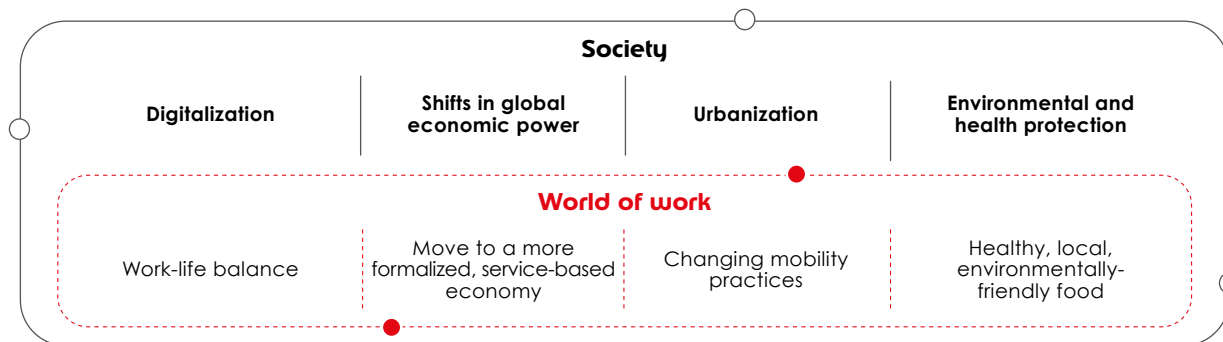 Society
Digitalization
Shifts in global
economic power
Urbanization
Environmental and
health protection
World of work
Work-life balance
Move to a more
formalized, service-based
economy
Changing mobility
practices
Healthy, local,
environmentally-
friendly food